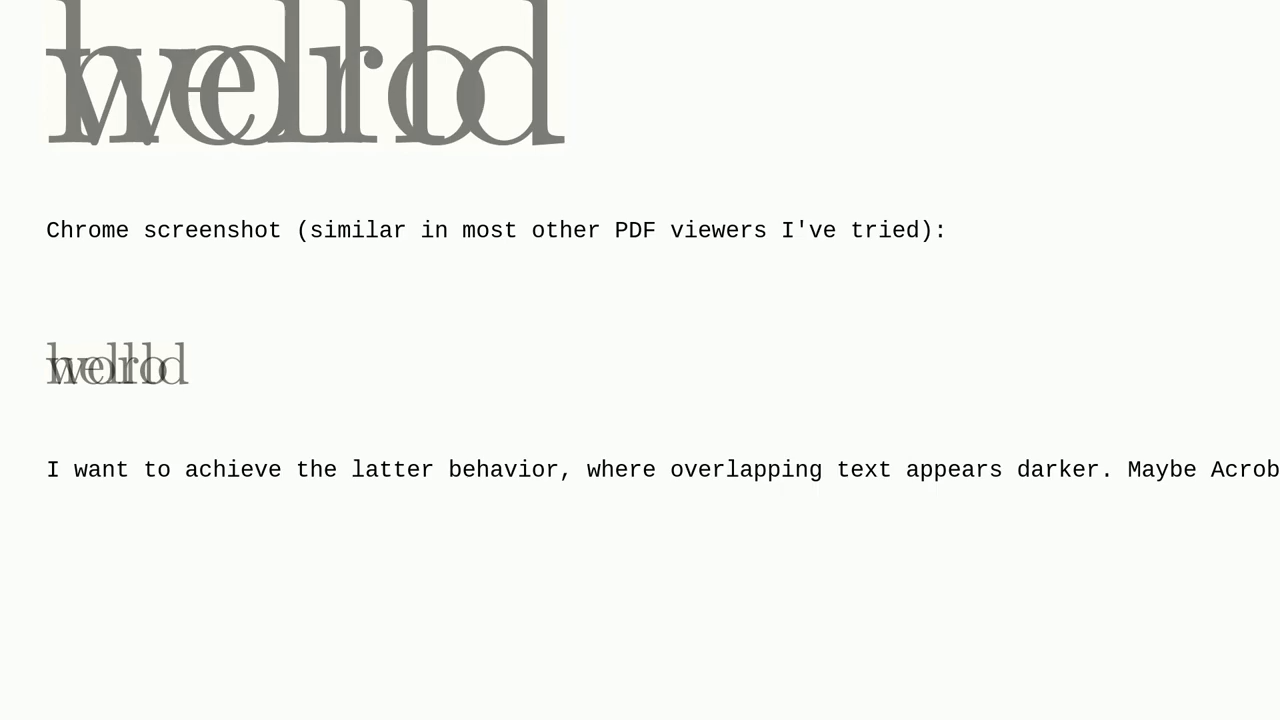 Chrome screenshot (similar in most other PDF viewers I've tried):
I want to achieve the latter behavior, where overlapping text appears darker. Maybe Acrob